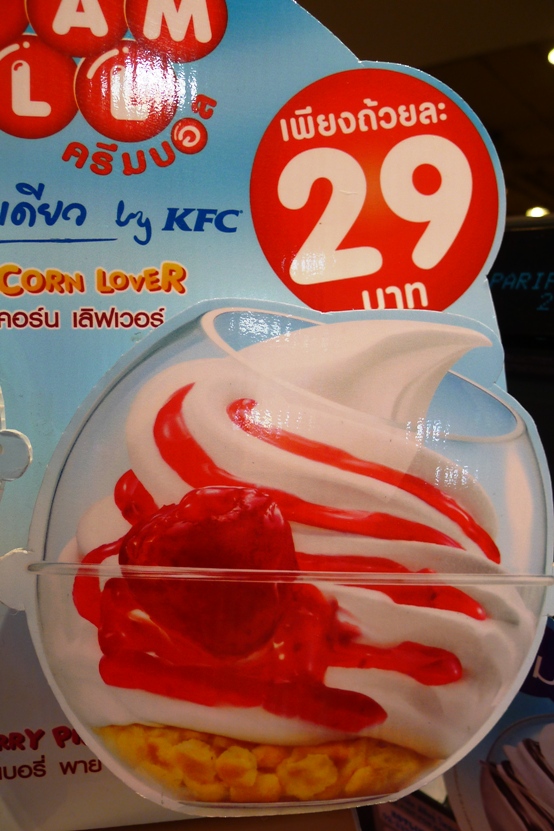 AM
LL
ครีมบอล
เดียว by KFC
เพียงถ้วยละ
29
บาท
CORN LOVER
คอร์น เลิฟเวอร์
RRY PI
เบอรี่ พาย